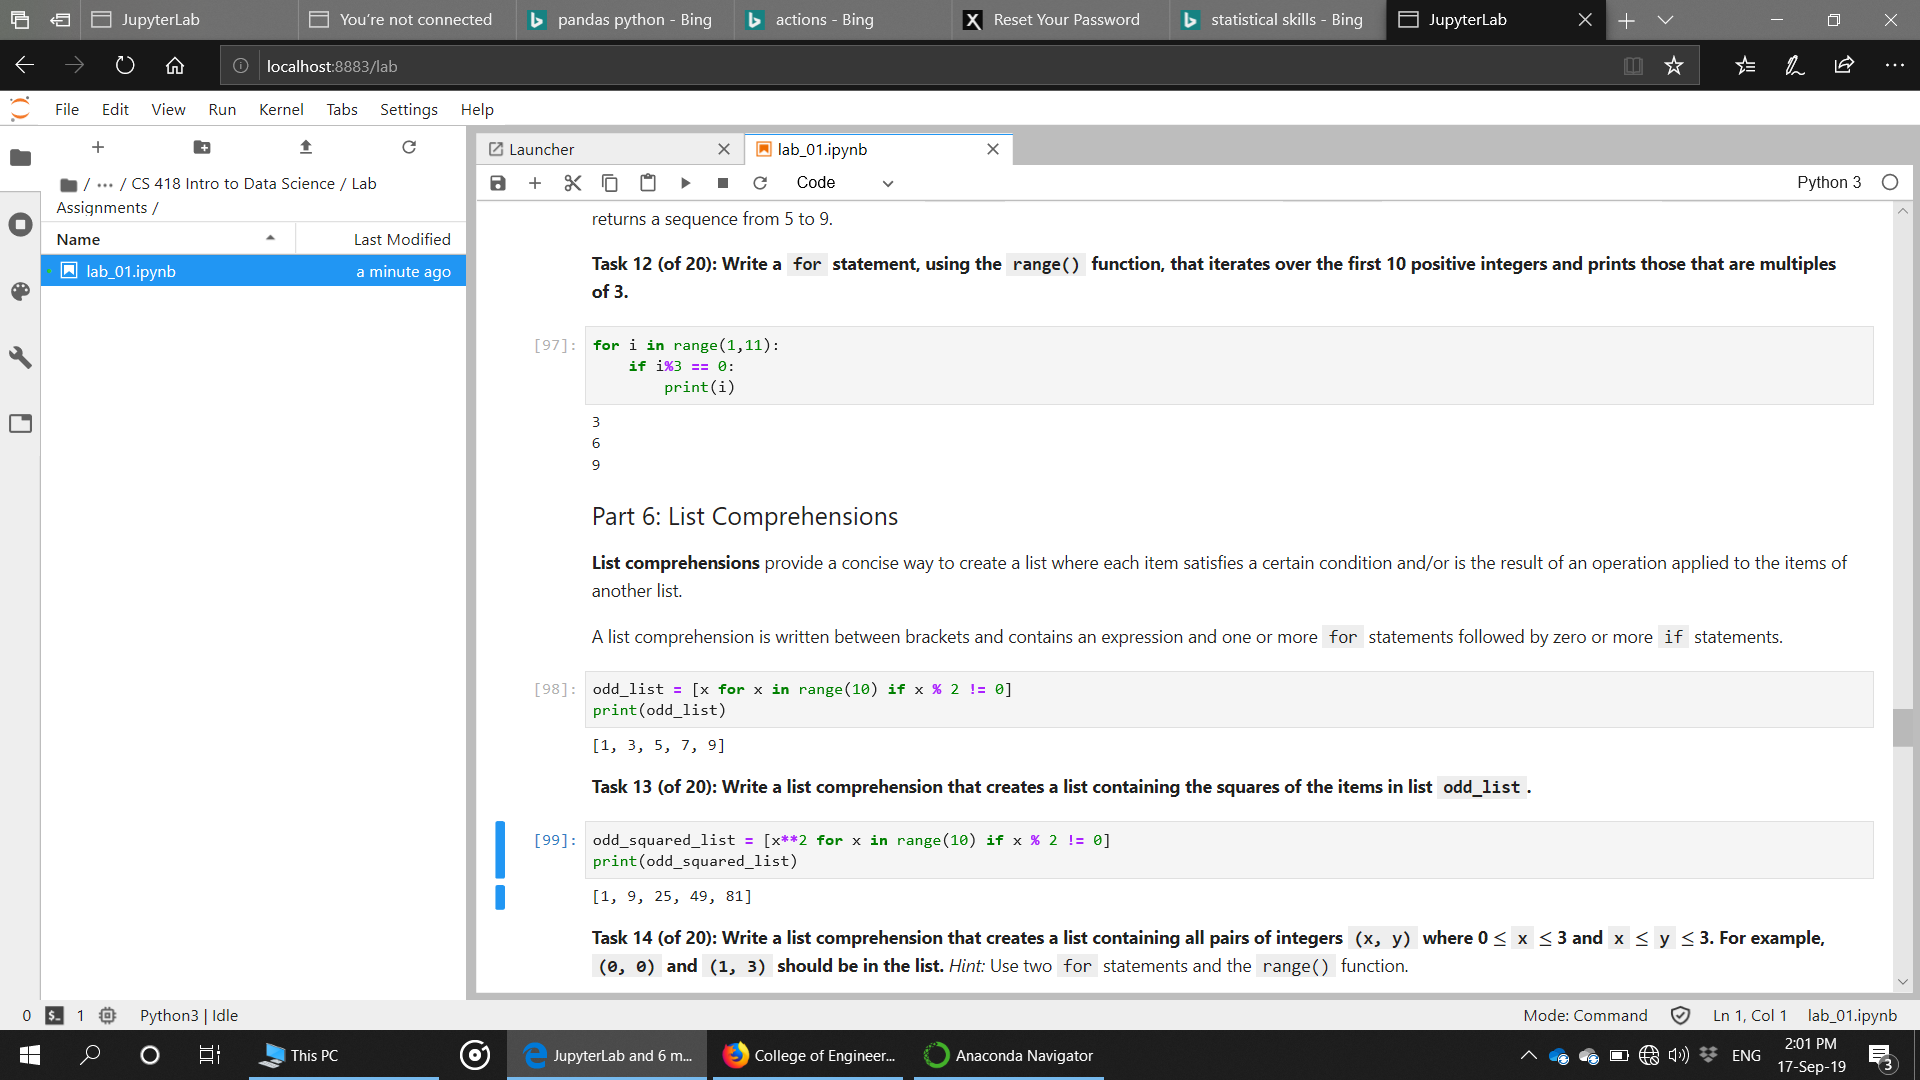 JupyterLab
You're not connected
pandas python - Bing
actions - Bing
Reset Your Password
statistical skills - Bing
JupyterLab
localhost:8883/lab
File Edit View Run Kernel Tabs Settings Help
/ ··· / CS 418 Intro to Data Science / Lab
Assignments /
Name Last Modified
lab_01.ipynb a minute ago
Launcher
lab_01.ipynb
Code
Python 3
returns a sequence from 5 to 9.
Task 12 (of 20): Write a for statement, using the range() function, that iterates over the first 10 positive integers and prints those that are multiples
of 3.
[97]: for i in range(1,11):
    if i%3 == 0:
        print(i)
3
6
9
Part 6: List Comprehensions
List comprehensions provide a concise way to create a list where each item satisfies a certain condition and/or is the result of an operation applied to the items of
another list.
A list comprehension is written between brackets and contains an expression and one or more for statements followed by zero or more if statements.
[98]: odd_list = [x for x in range(10) if x % 2 != 0]
print(odd_list)
[1, 3, 5, 7, 9]
Task 13 (of 20): Write a list comprehension that creates a list containing the squares of the items in list odd_list .
[99]: odd_squared_list = [x**2 for x in range(10) if x % 2 != 0]
print(odd_squared_list)
[1, 9, 25, 49, 81]
Task 14 (of 20): Write a list comprehension that creates a list containing all pairs of integers (x, y) where 0 ≤ x ≤ 3 and x ≤ y ≤ 3. For example,
(0, 0) and (1, 3) should be in the list. Hint: Use two for statements and the range() function.
0 $_ 1 Python3 | Idle
Mode: Command Ln 1, Col 1 lab_01.ipynb
This PC
JupyterLab and 6 m...
College of Engineer...
Anaconda Navigator
ENG
2:01 PM
17-Sep-19
3